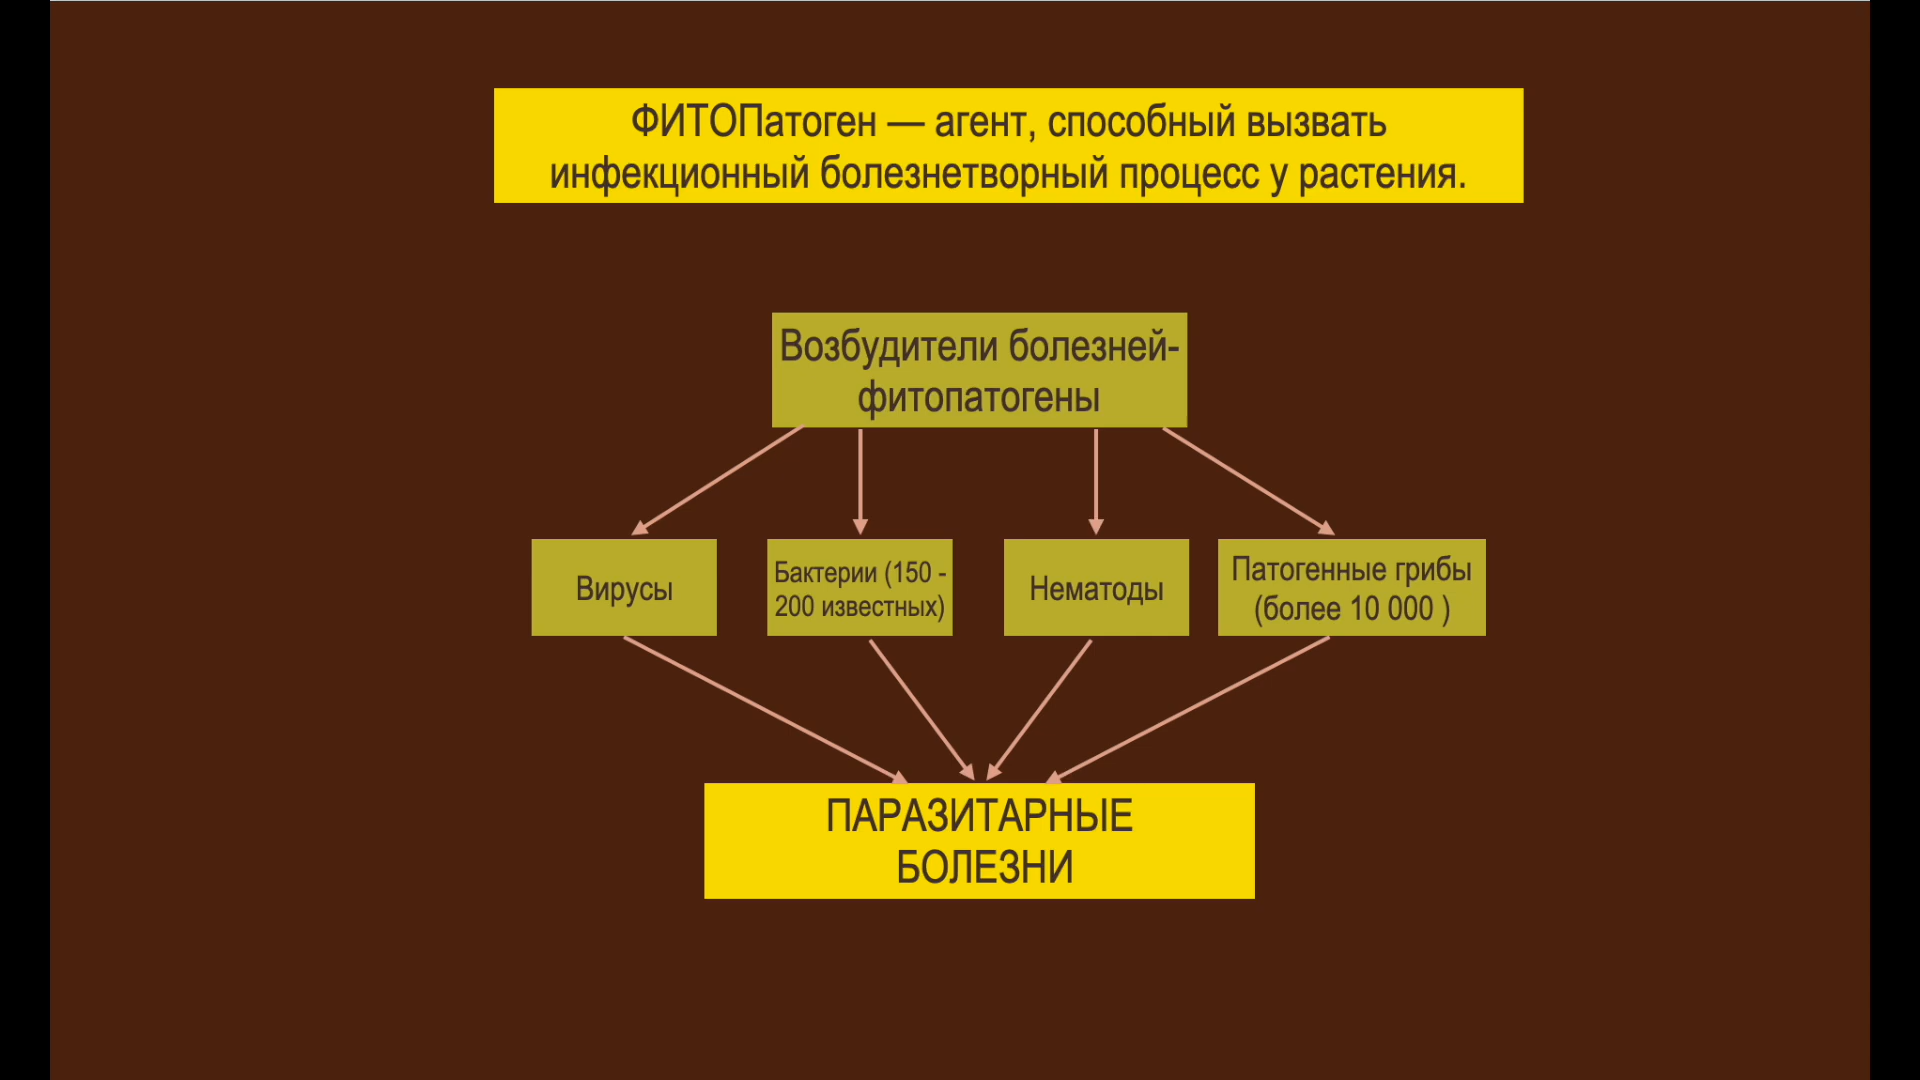 ФИТОПатоген — агент, способный вызвать
инфекционный болезнетворный процесс у растения.
Возбудители болезней-
фитопатогены
Вирусы
Бактерии (150 -
200 известных)
Нематоды
Патогенные грибы
(более 10 000 )
ПАРАЗИТАРНЫЕ
БОЛЕЗНИ